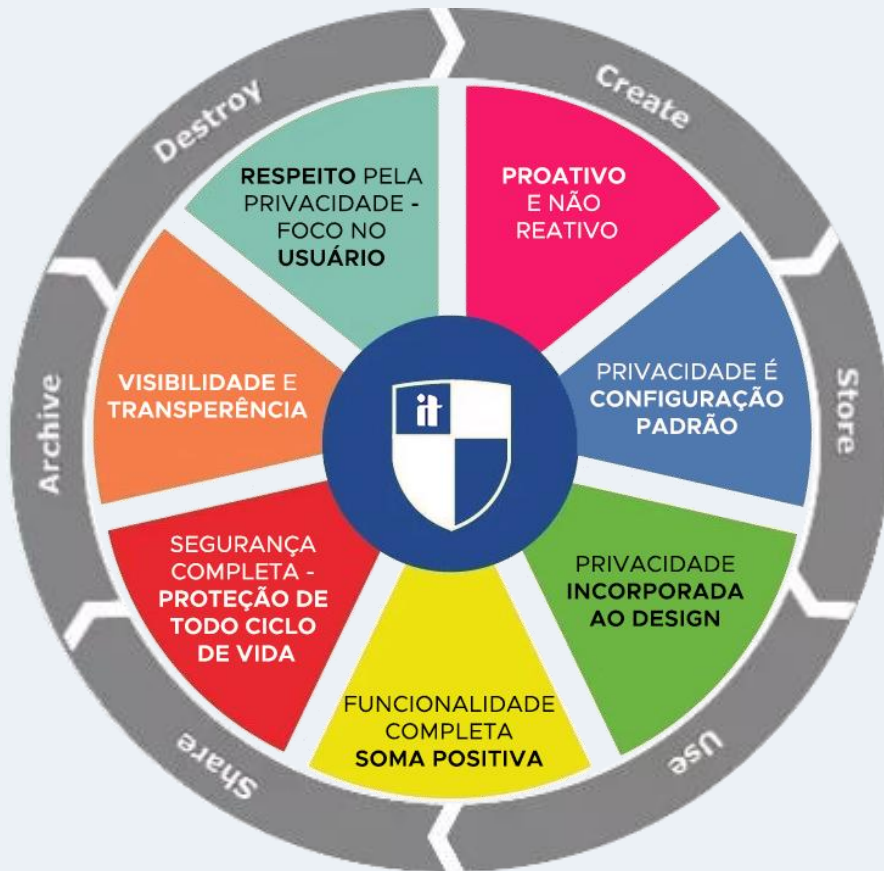 Create
Store
Use
Share
Archive
Destroy
PROATIVO
E NÃO
REATIVO
PRIVACIDADE É
CONFIGURAÇÃO
PADRÃO
PRIVACIDADE
INCORPORADA
AO DESIGN
FUNCIONALIDADE
COMPLETA
SOMA POSITIVA
SEGURANÇA
COMPLETA -
PROTEÇÃO DE
TODO CICLO
DE VIDA
VISIBILIDADE E
TRANSPERÊNCIA
RESPEITO PELA
PRIVACIDADE -
FOCO NO
USUÁRIO
it